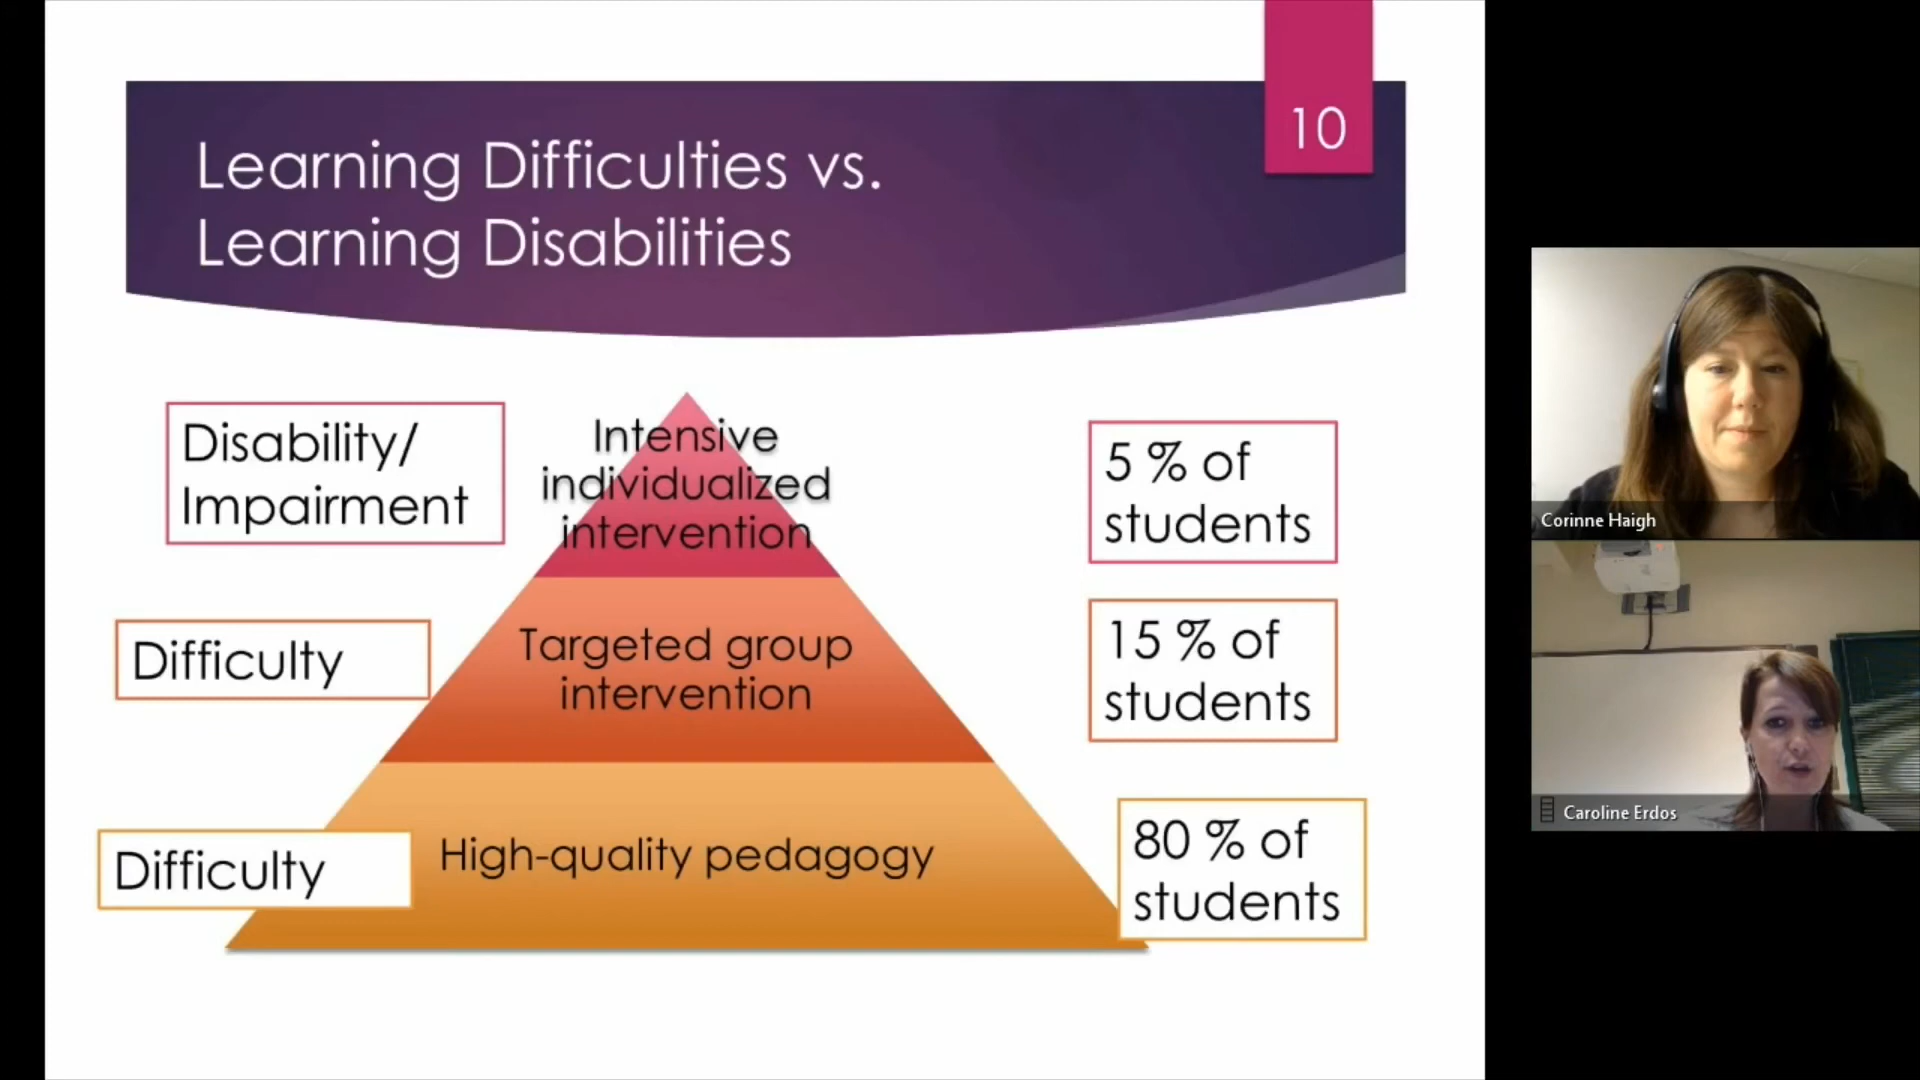 10
Learning Difficulties vs.
Learning Disabilities
Disability/
Impairment
Intensive
individualized
intervention
5 % of
students
Difficulty
Targeted group
intervention
15 % of
students
Difficulty
High-quality pedagogy
80 % of
students
Corinne Haigh
Caroline Erdos